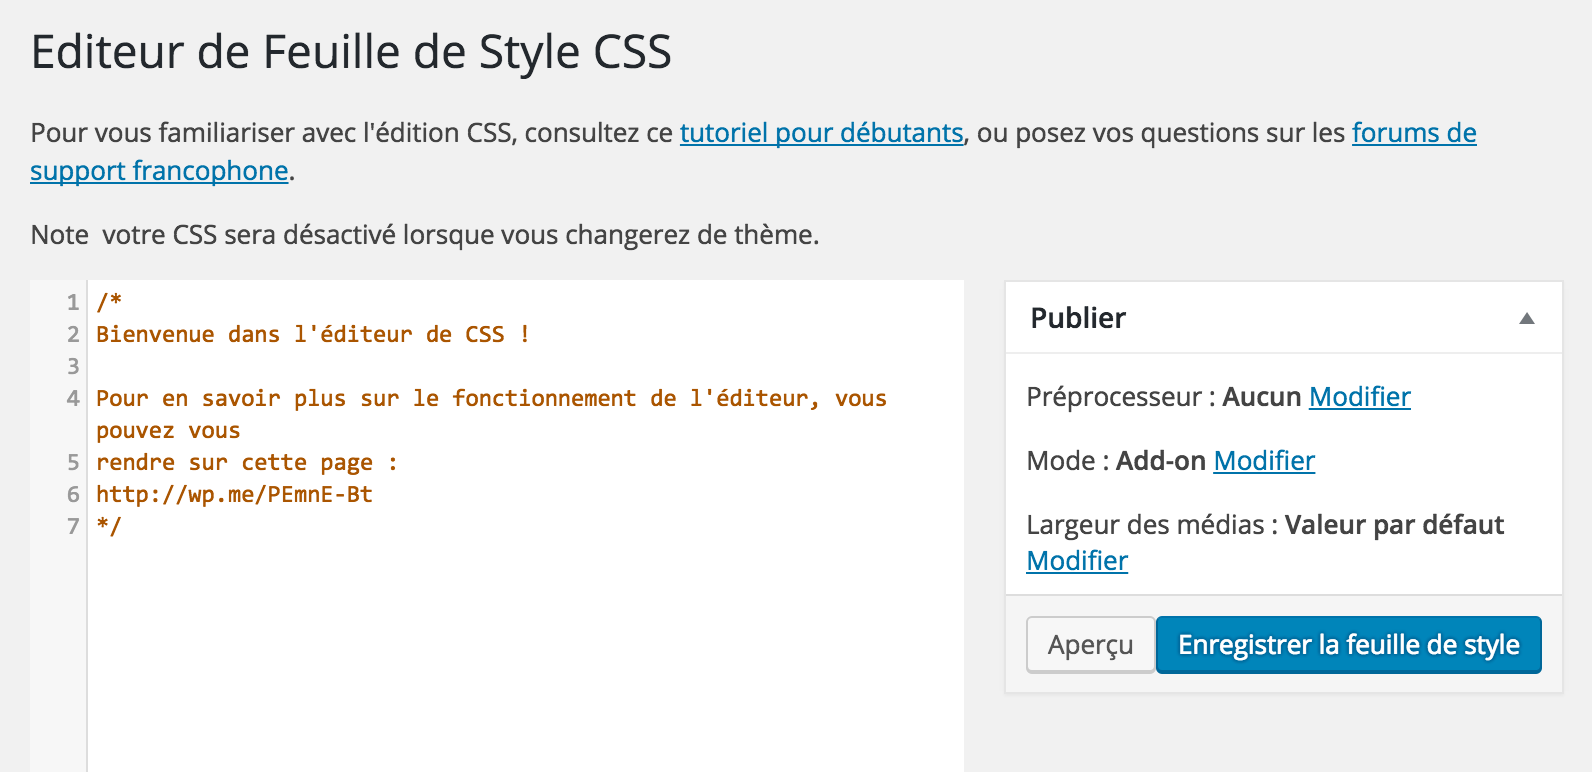 Editeur de Feuille de Style CSS
Pour vous familiariser avec l'édition CSS, consultez ce tutoriel pour débutants, ou posez vos questions sur les forums de
support francophone.
Note  votre CSS sera désactivé lorsque vous changerez de thème.
1 /*
2 Bienvenue dans l'éditeur de CSS !
3
4 Pour en savoir plus sur le fonctionnement de l'éditeur, vous
pouvez vous
5 rendre sur cette page :
6 http://wp.me/PEmnE-Bt
7 */
Publier
Préprocesseur : Aucun Modifier
Mode : Add-on Modifier
Largeur des médias : Valeur par défaut
Modifier
Aperçu Enregistrer la feuille de style